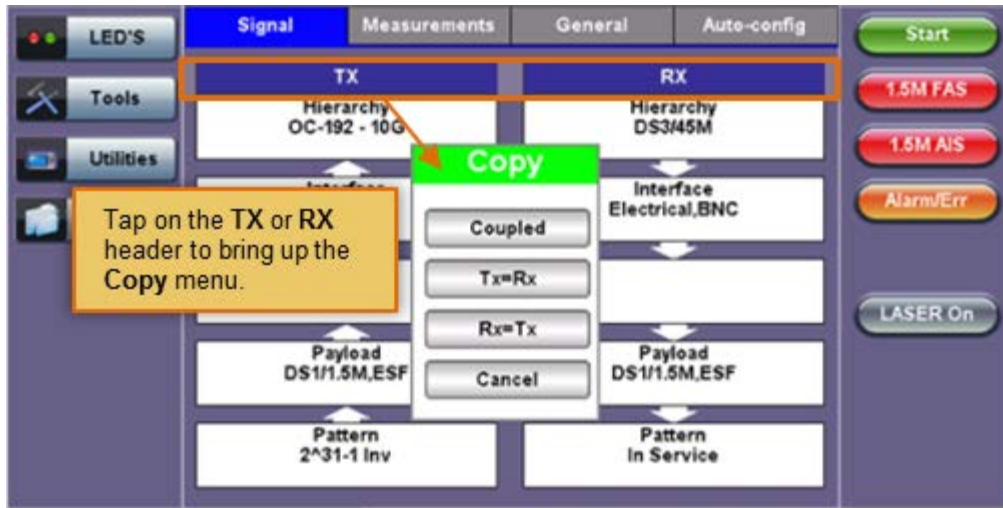 LED'S
Tools
Utilities
Signal
Measurements
General
Auto-config
TX
RX
Hierarchy
OC-192 - 10G
Hierarchy
DS3/45M
Copy
Interface
Electrical,BNC
Tap on the TX or RX
header to bring up the
Copy menu.
Coupled
Tx=Rx
Rx=Tx
Cancel
Payload
DS1/1.5M,ESF
Payload
DS1/1.5M,ESF
Pattern
2^31-1 Inv
Pattern
In Service
Start
1.5M FAS
1.5M AIS
Alarm/Err
LASER On